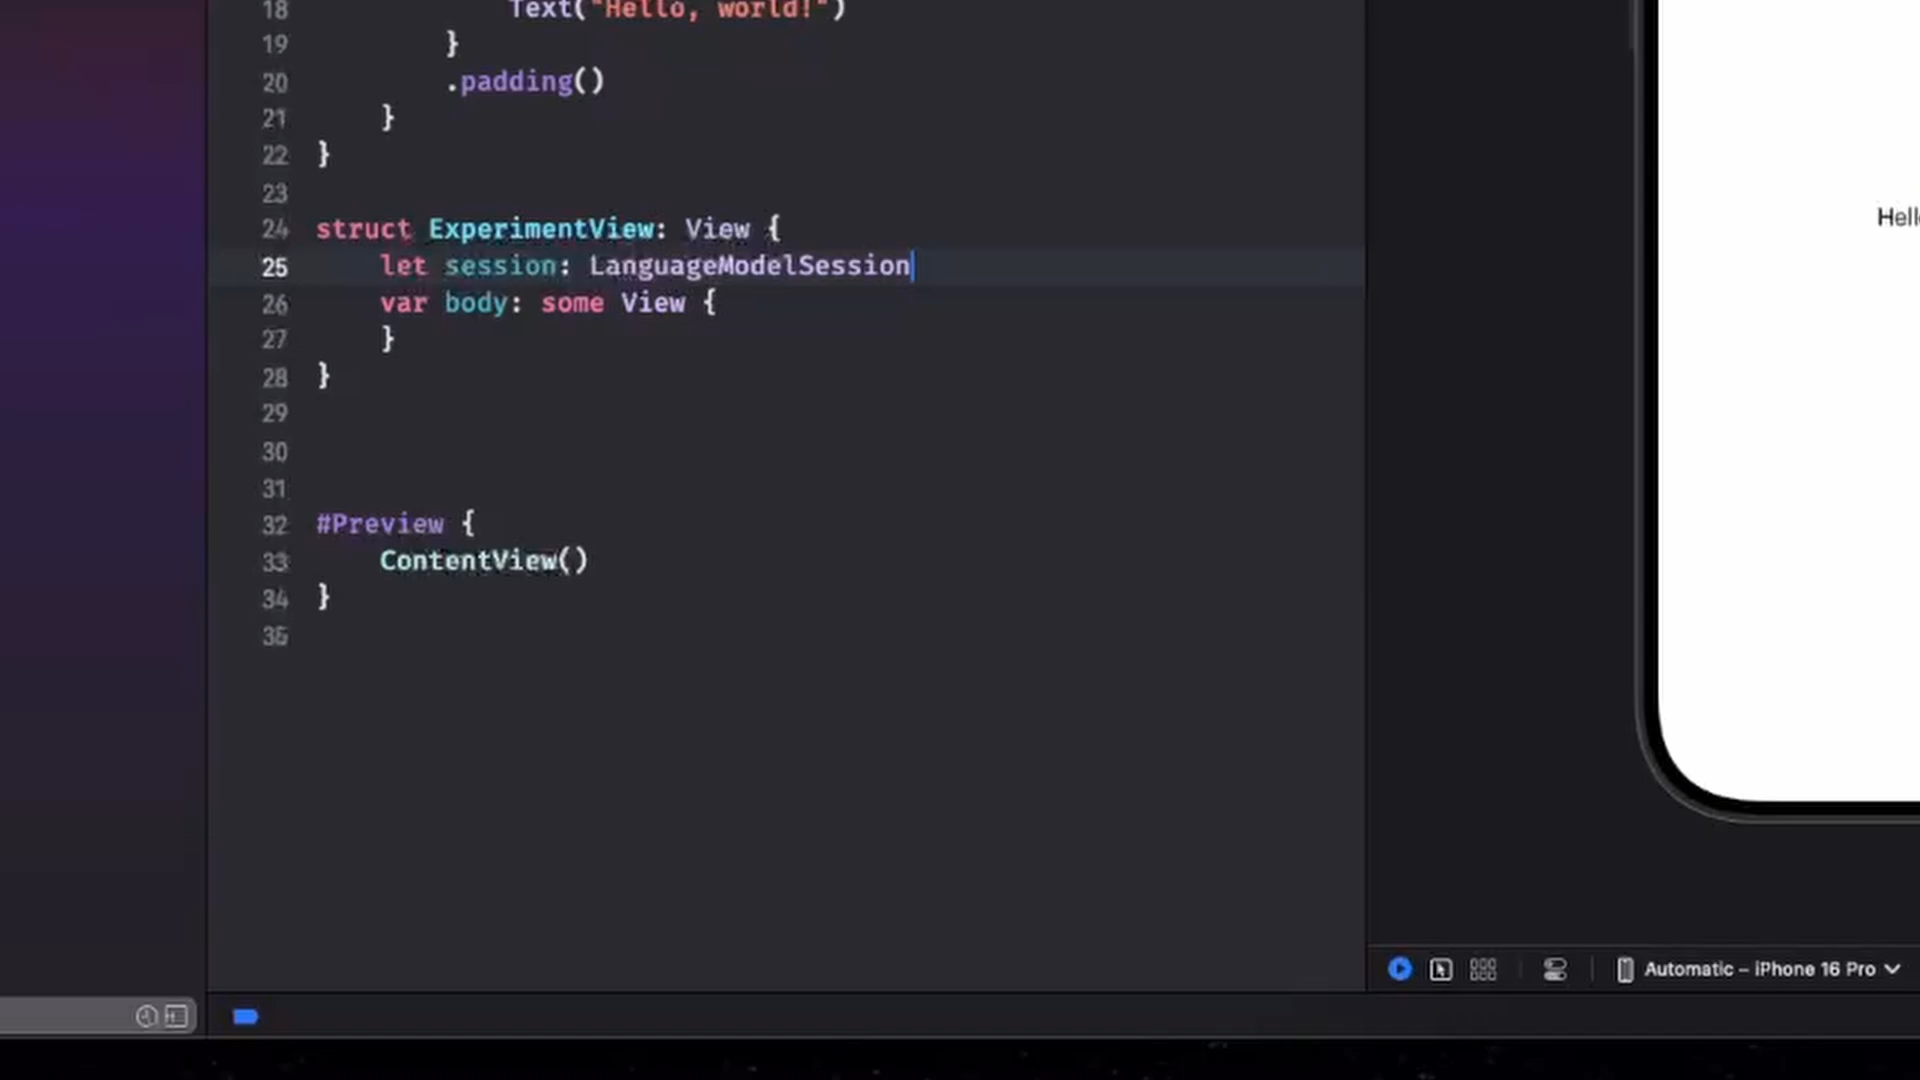 18 Text("Hello, world!")
19 }
20 .padding()
21 }
22 }
23
24 struct ExperimentView: View {
25 let session: LanguageModelSession
26 var body: some View {
27 }
28 }
29
30
31
32 #Preview {
33 ContentView()
34 }
35
Automatic – iPhone 16 Pro